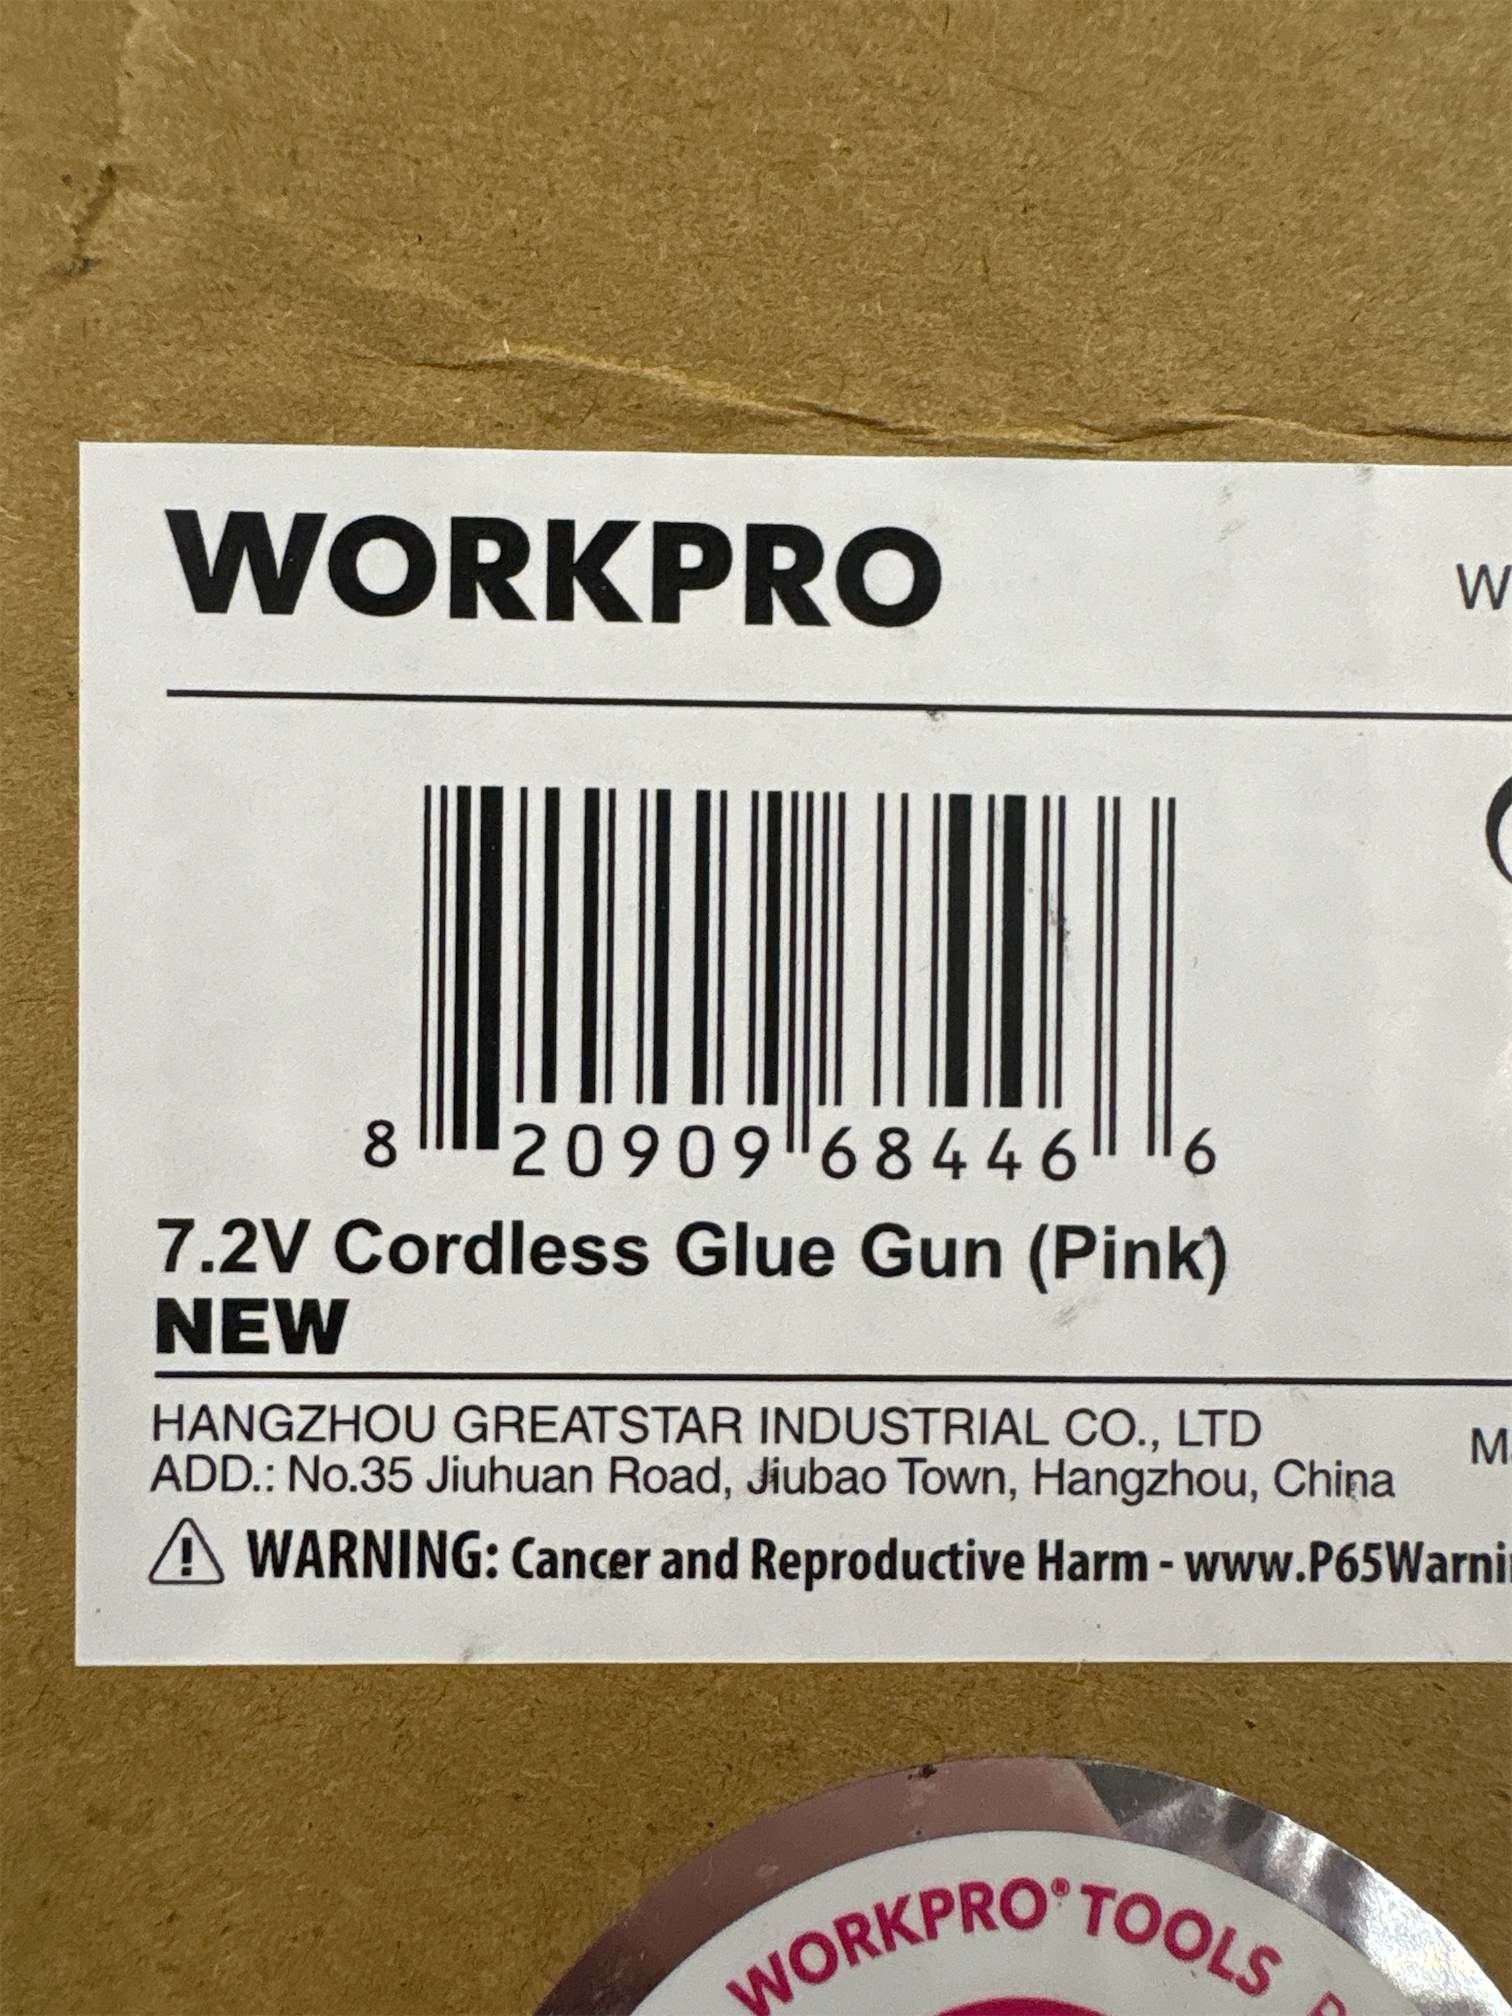 WORKPRO
8 20909 68446 6
7.2V Cordless Glue Gun (Pink)
NEW
HANGZHOU GREATSTAR INDUSTRIAL CO., LTD
ADD.: No.35 Jiuhuan Road, Jiubao Town, Hangzhou, China
WARNING: Cancer and Reproductive Harm - www.P65Warni
WORKPRO® TOOLS